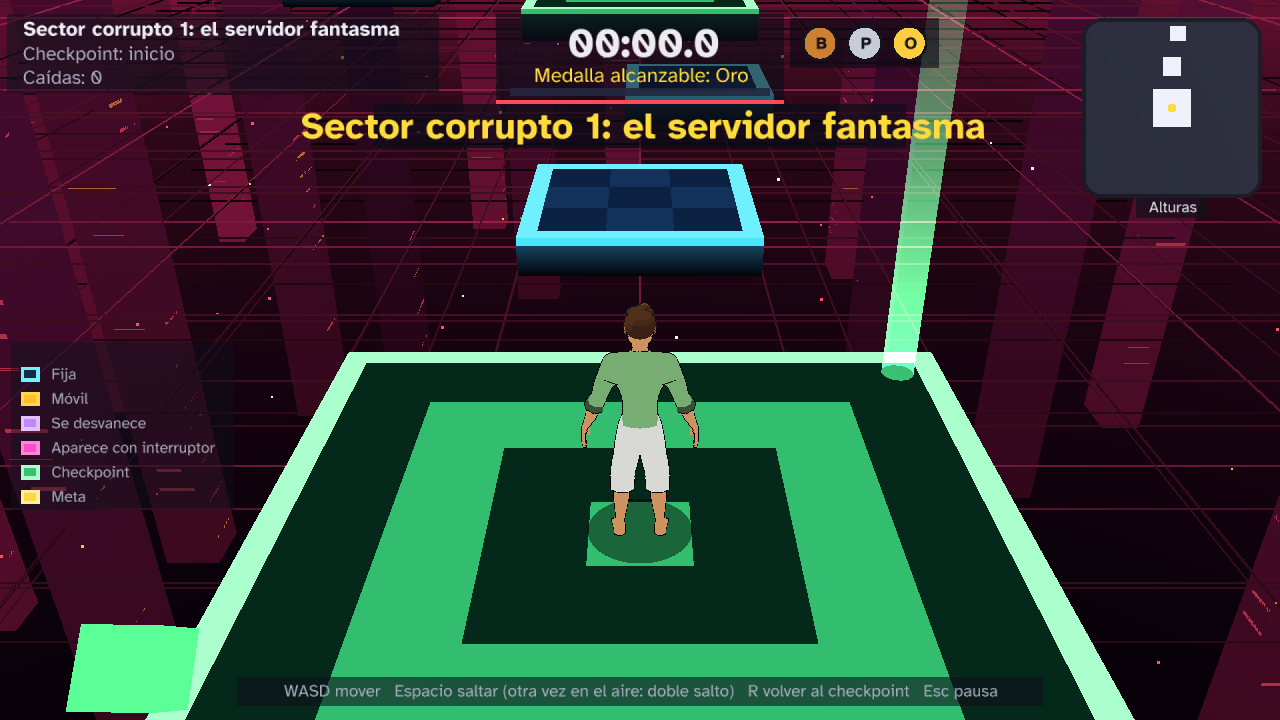 Sector corrupto 1: el servidor fantasma
Checkpoint: inicio
Caídas: 0
00:00.0
Medalla alcanzable: Oro
B P O
Alturas
Sector corrupto 1: el servidor fantasma
Fija
Móvil
Se desvanece
Aparece con interruptor
Checkpoint
Meta
WASD mover Espacio saltar (otra vez en el aire: doble salto) R volver al checkpoint Esc pausa